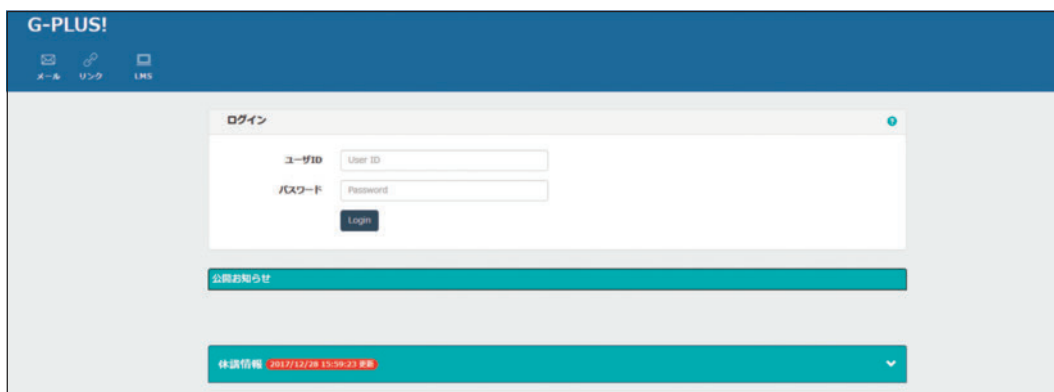 G-PLUS!
メール リンク LMS
ログイン
ユーザID User ID
パスワード Password
Login
公開お知らせ
休講情報 2017/12/28 15:59:23 更新